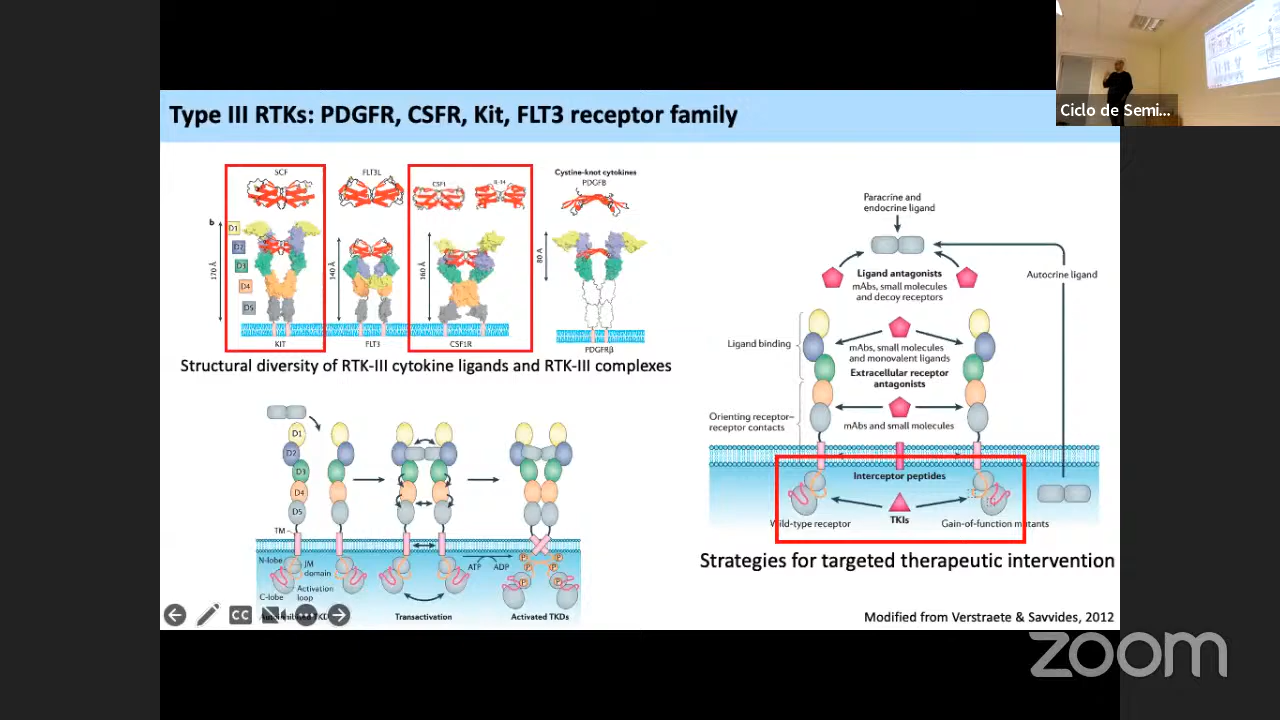 Ciclo de Semi...
Type III RTKs: PDGFR, CSFR, Kit, FLT3 receptor family
SCF
FLT3L
CSF1
IL-34
Cystine-knot cytokines
PDGFB
b
D1
D2
D3
D4
D5
170 Å
140 Å
160 Å
80 Å
KIT
FLT3
CSF1R
PDGFRβ
Structural diversity of RTK-III cytokine ligands and RTK-III complexes
D1
D2
D3
D4
D5
TM
N-lobe
JM
domain
Activation
loop
C-lobe
ATP
ADP
P
P
P
P
P
P
Transactivation
Activated TKDs
CC
Paracrine and
endocrine ligand
Autocrine ligand
Ligand antagonists
mAbs, small molecules
and decoy receptors
Ligand binding
mAbs, small molecules
and monovalent ligands
Extracellular receptor
antagonists
Orienting receptor–
receptor contacts
mAbs and small molecules
Interceptor peptides
Wild-type receptor
TKIs
Gain-of-function mutants
Strategies for targeted therapeutic intervention
Modified from Verstraete & Savvides, 2012
zoom